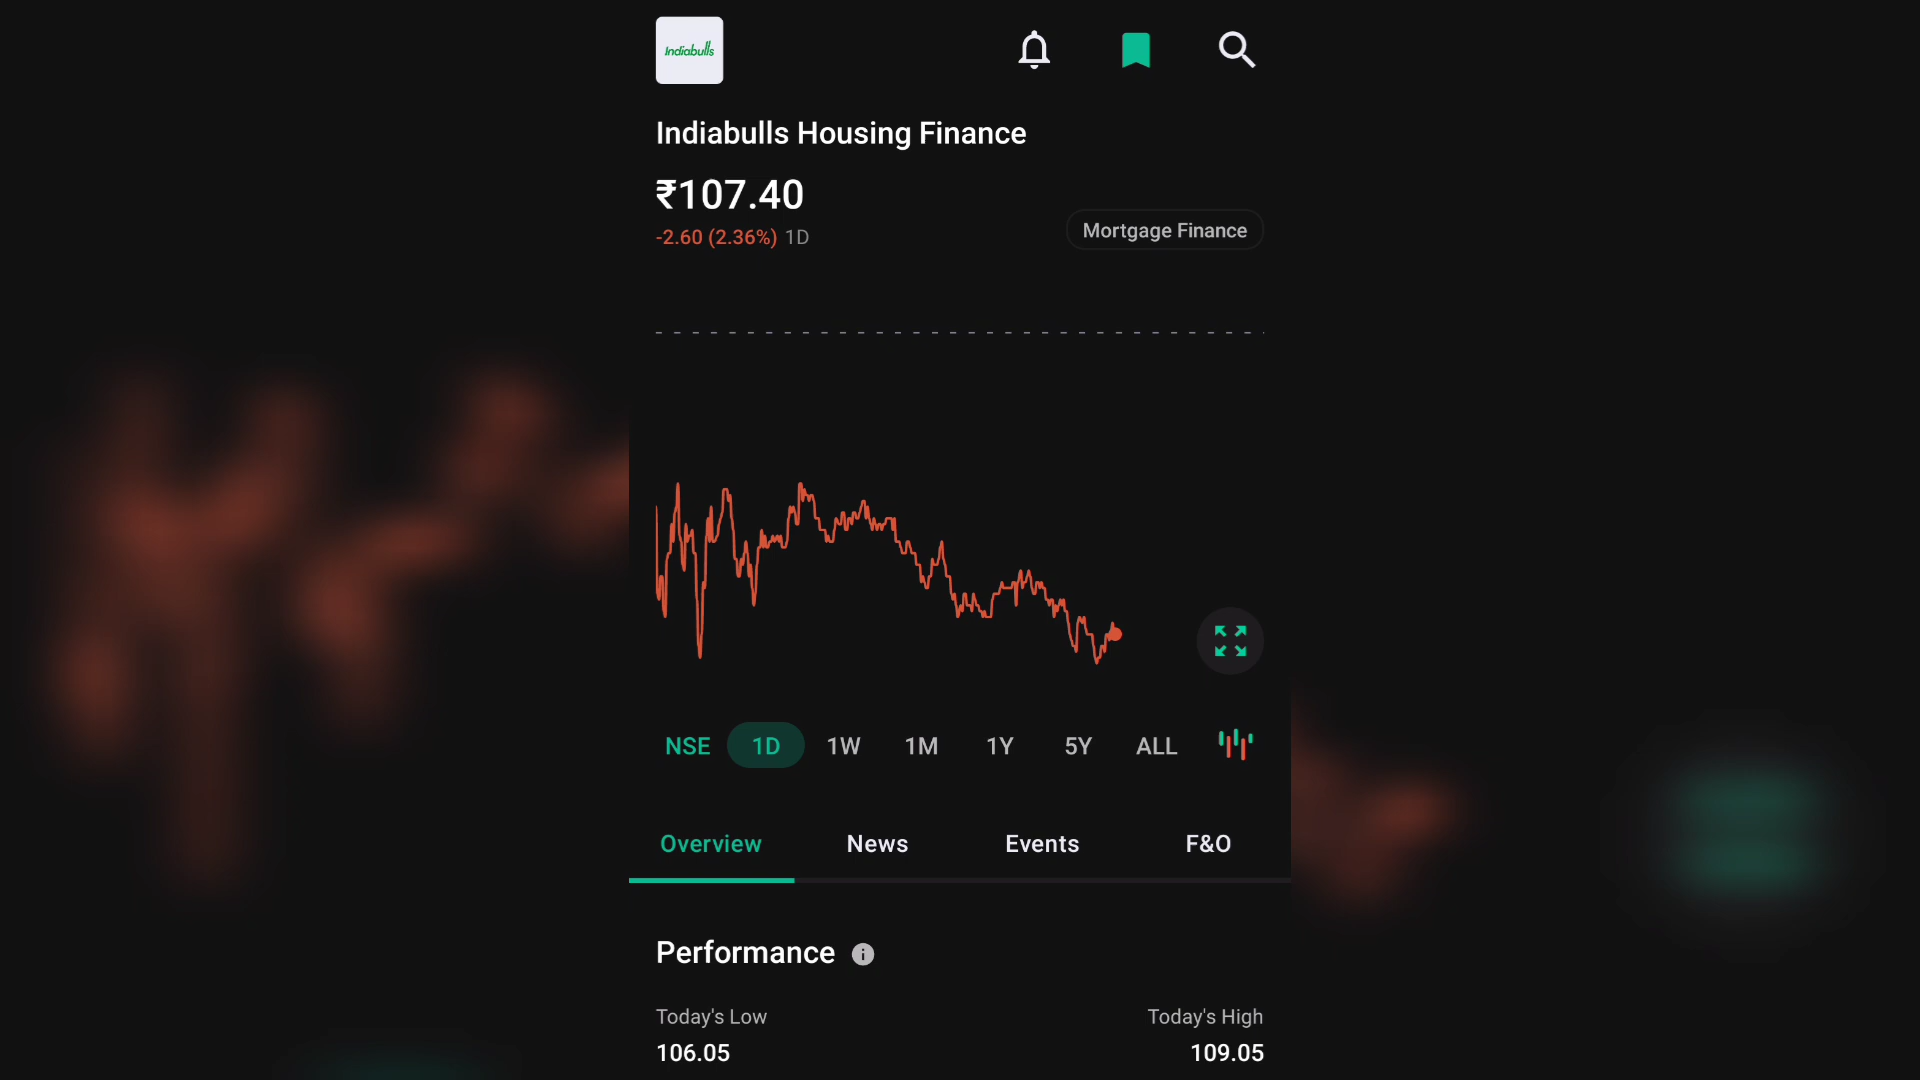 Indiabulls
Indiabulls Housing Finance
₹107.40
-2.60 (2.36%) 1D
Mortgage Finance
NSE 1D 1W 1M 1Y 5Y ALL
Overview News Events F&O
Performance
Today's Low Today's High
106.05 109.05